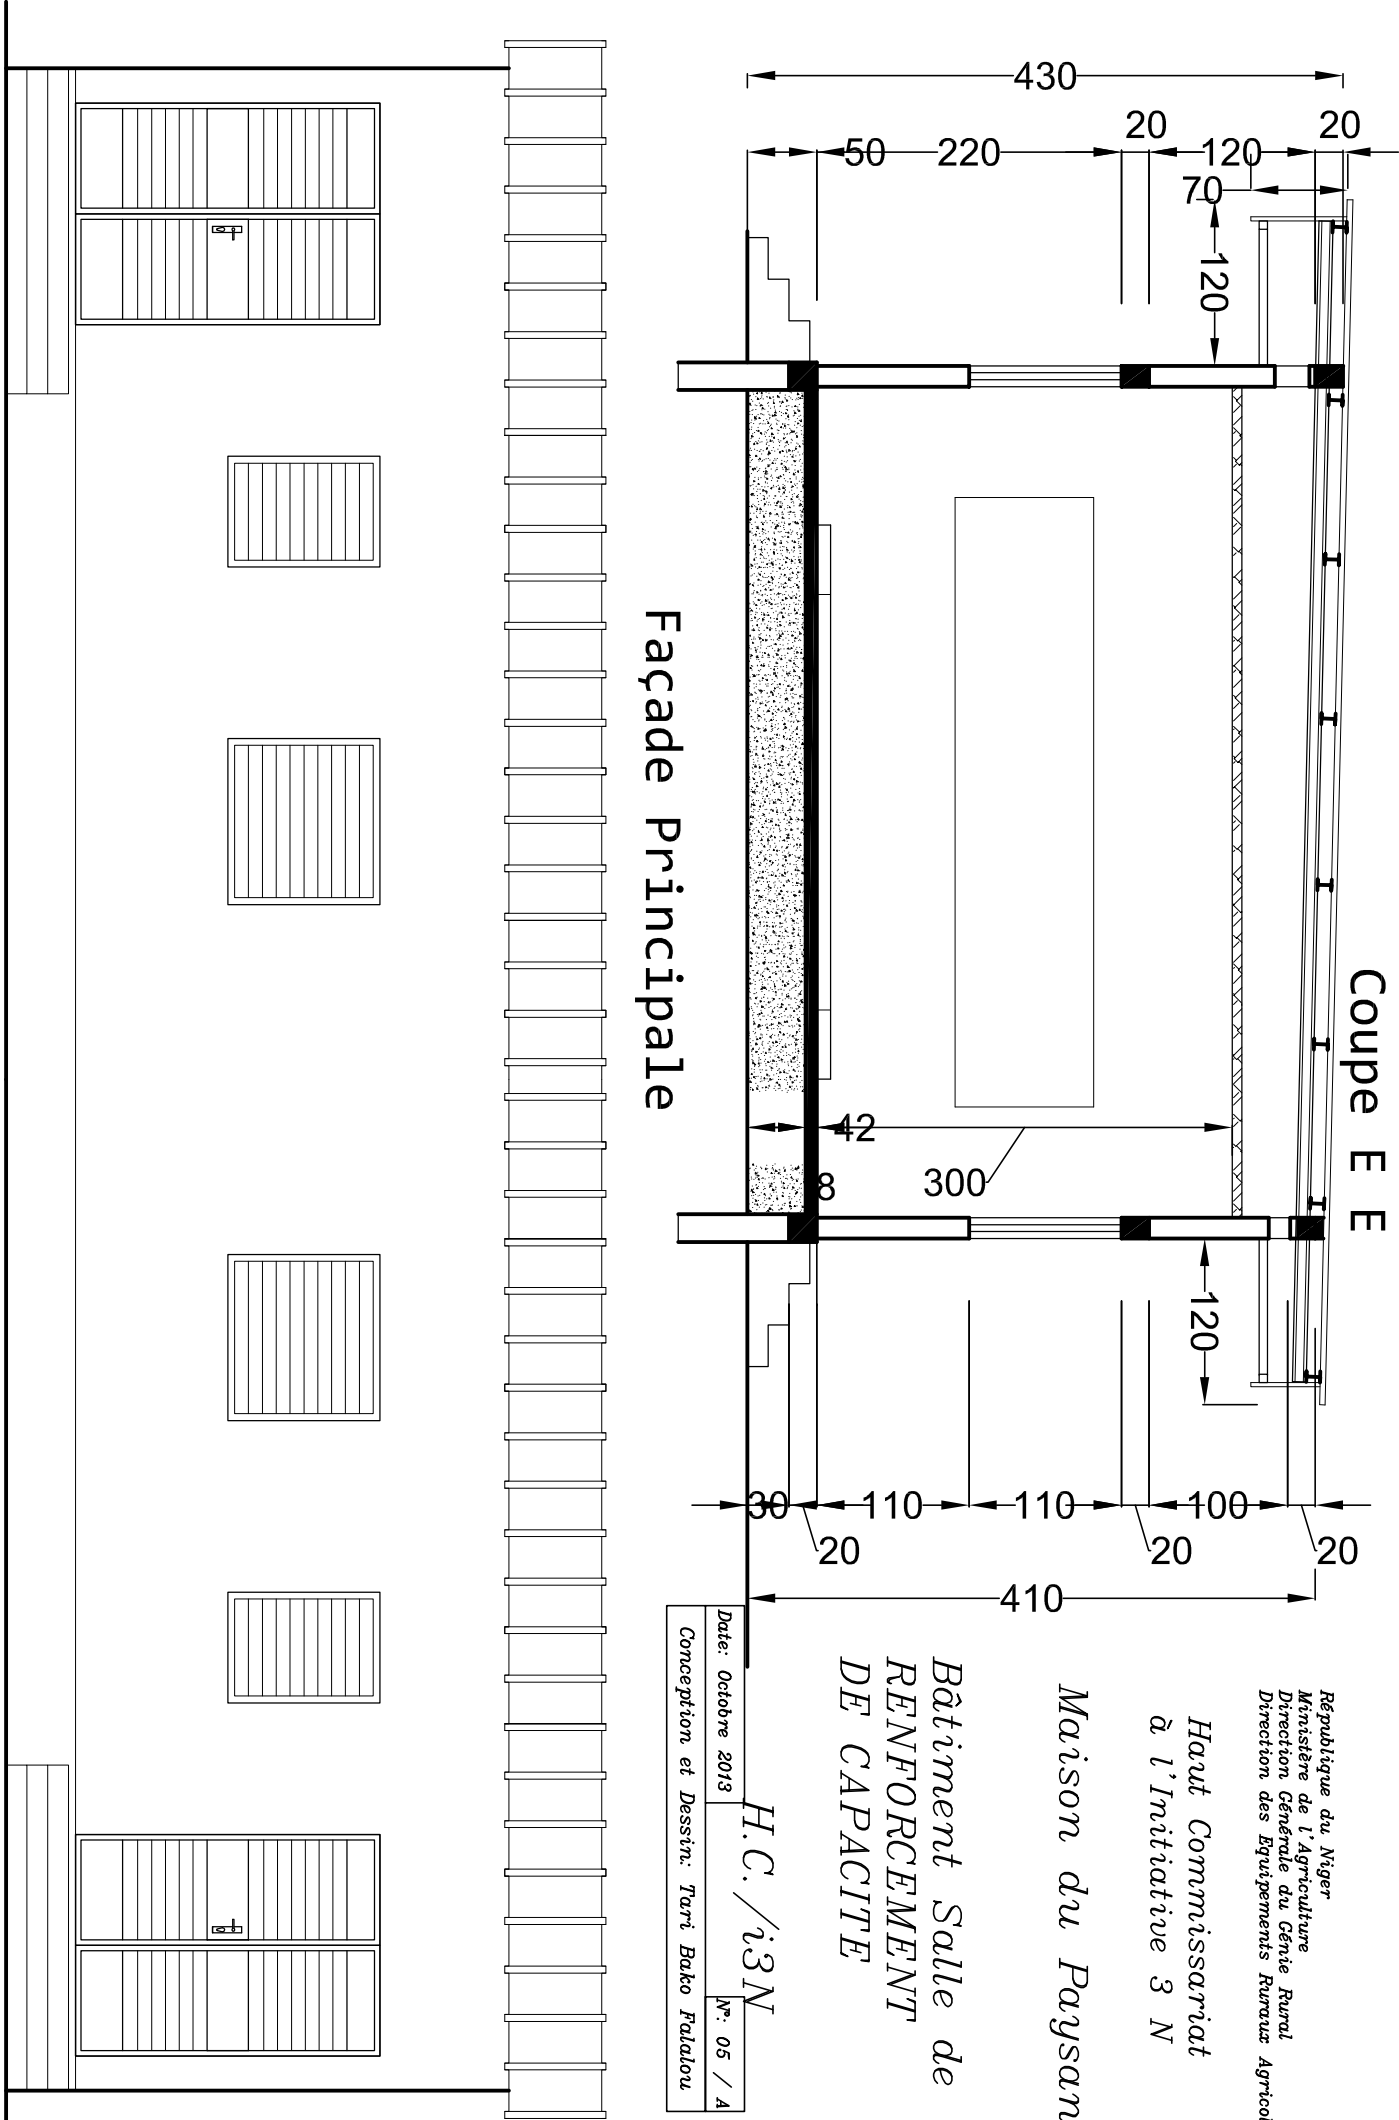 Coupe E E
430
50
220
20
120
20
70
120
42
8
300
120
30
110
110
100
20
20
20
410
Façade Principale
République du Niger
Ministère de l'Agriculture
Direction Générale du Génie Rural
Direction des Equipements Ruraux Agricol
Haut Commissariat
à l'Initiative 3 N
Maison du Paysan
Bâtiment Salle de
RENFORCEMENT
DE CAPACITE
H.C./i3N
Date: Octobre 2013
N°: 05 / A
Conception et Dessin: Tari Bako Falalou